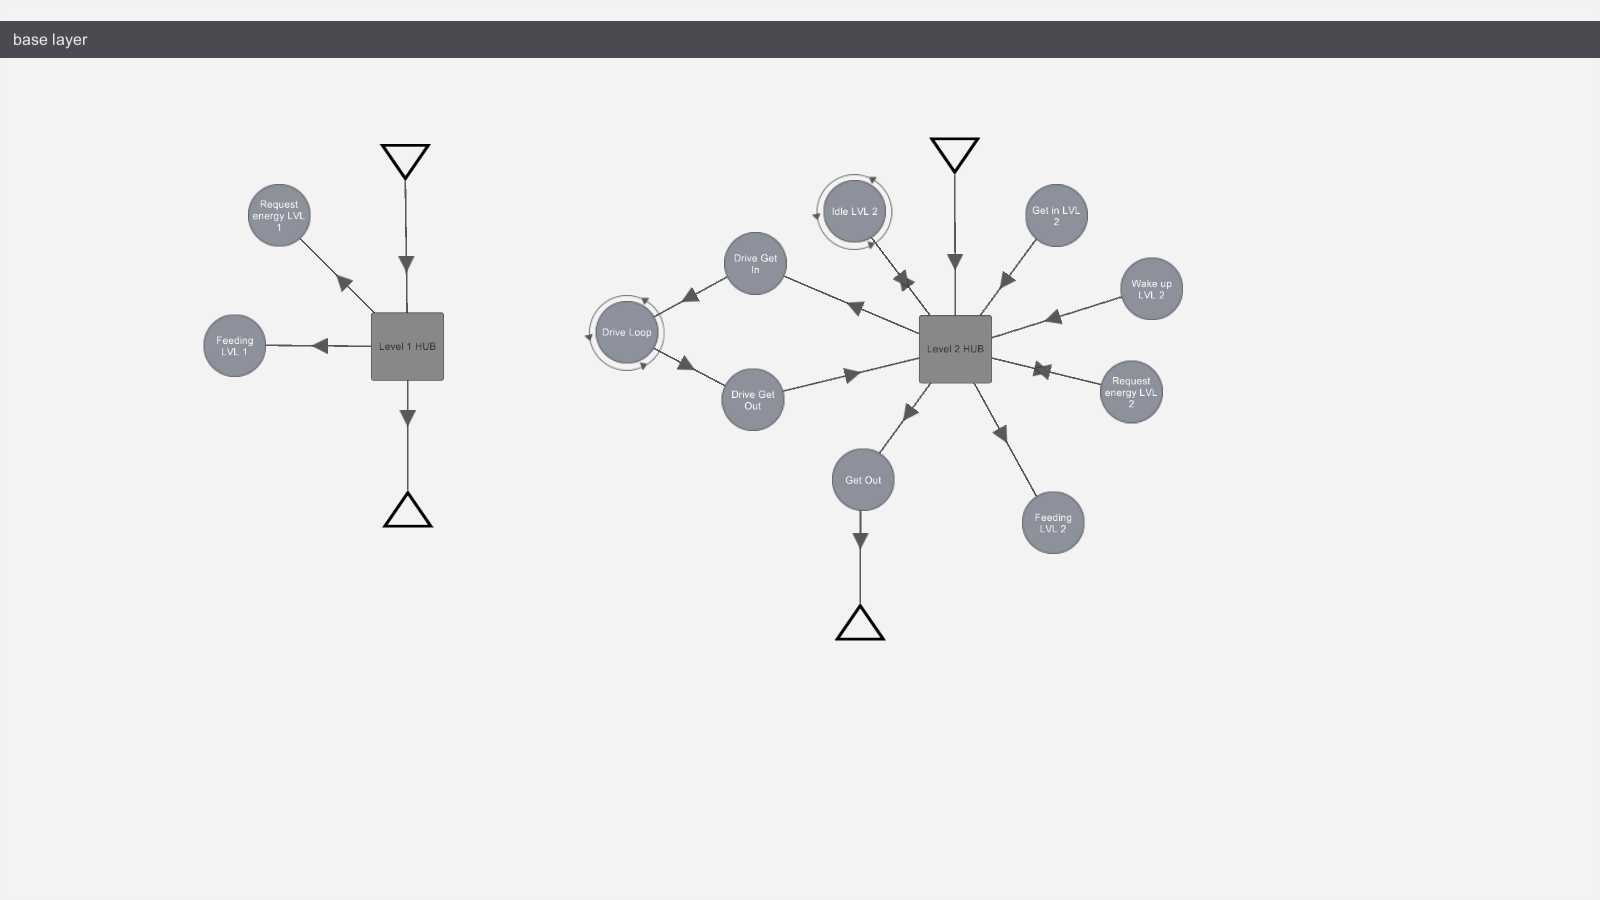 base layer
Request
energy LVL
1
Feeding
LVL 1
Level 1 HUB
Idle LVL 2
Get in LVL
2
Drive Get
In
Wake up
LVL 2
Drive Loop
Level 2 HUB
Drive Get
Out
Request
energy LVL
2
Get Out
Feeding
LVL 2